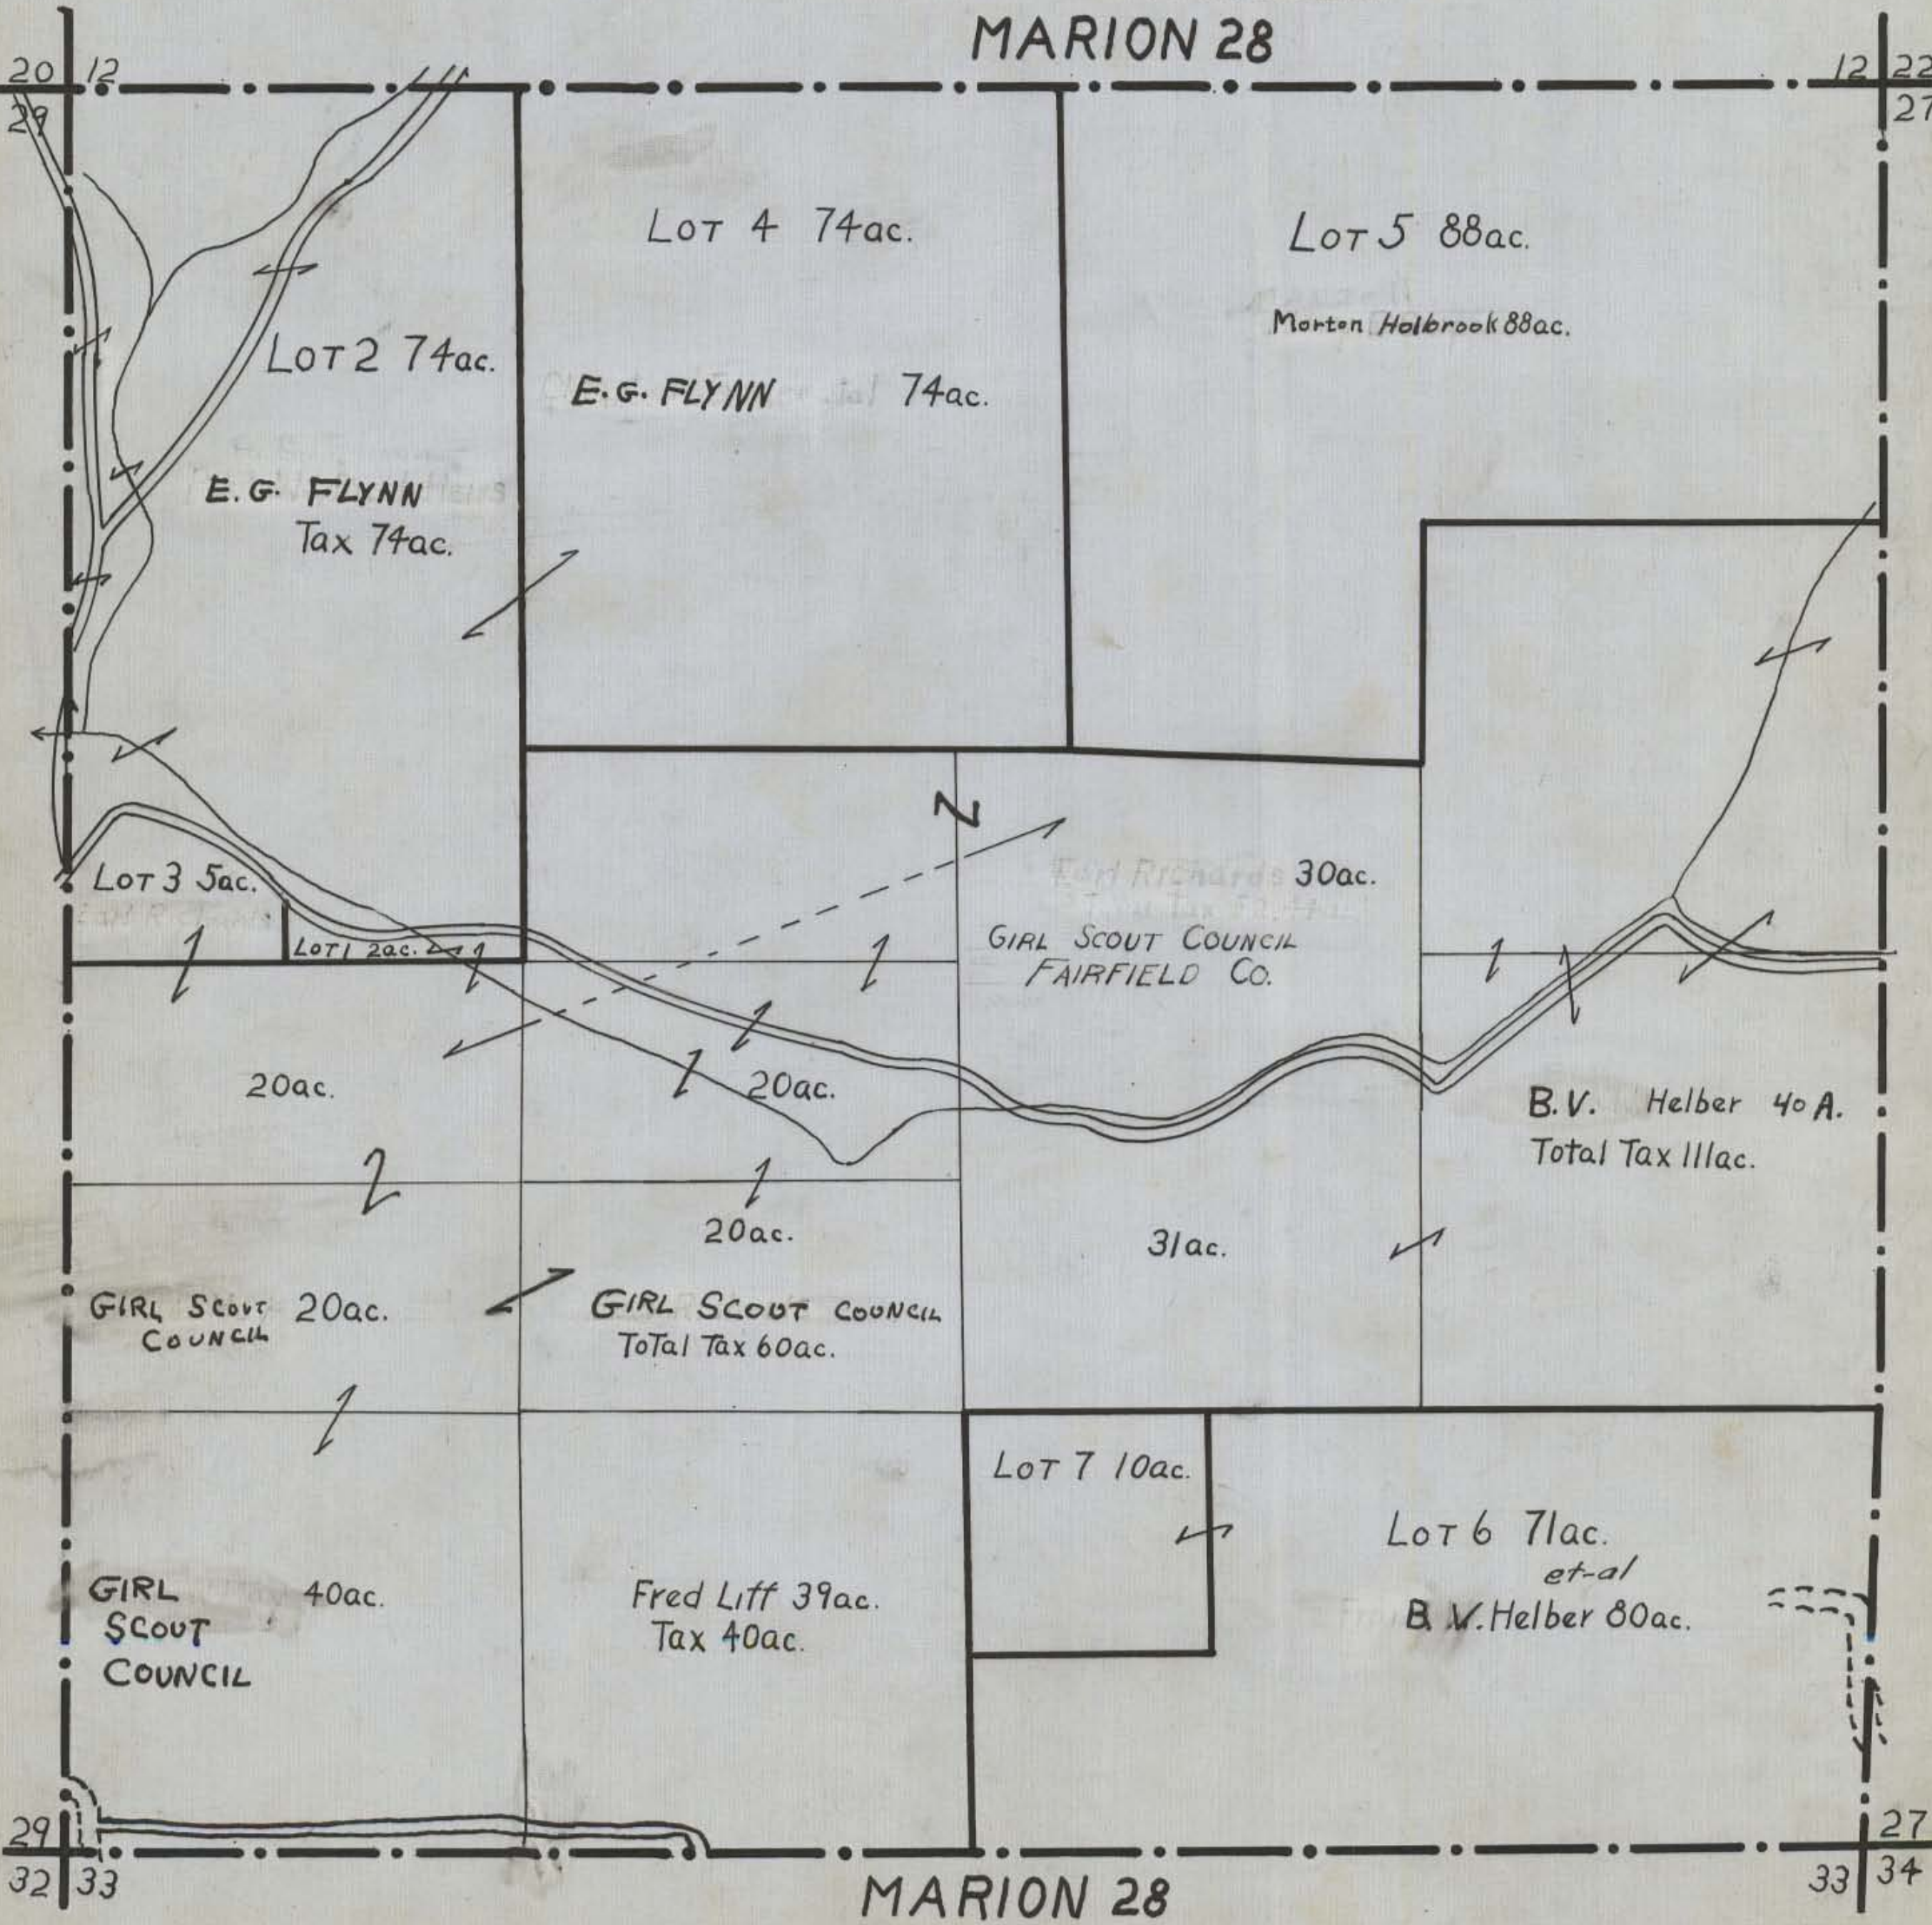 MARION 28
20 12
29
12 22
27
LOT 4 74ac.
LOT 5 88ac.
Morton Holbrook 88ac.
LOT 2 74ac.
E.G. FLYNN 74ac.
E.G. FLYNN
Tax 74ac.
LOT 3 5ac.
LOT 1 2ac.
Earl Richards 30ac.
GIRL SCOUT COUNCIL
FAIRFIELD Co.
20ac.
20ac.
B.V. Helber 40 A.
Total Tax 111ac.
20ac.
31ac.
GIRL SCOUT 20ac.
COUNCIL
GIRL SCOUT COUNCIL
ToTal Tax 60ac.
LOT 7 10ac.
LOT 6 71ac.
et-al
B.V. Helber 80ac.
GIRL 40ac.
SCOUT
COUNCIL
Fred Liff 39ac.
Tax 40ac.
29
32 33
27
33 34
MARION 28